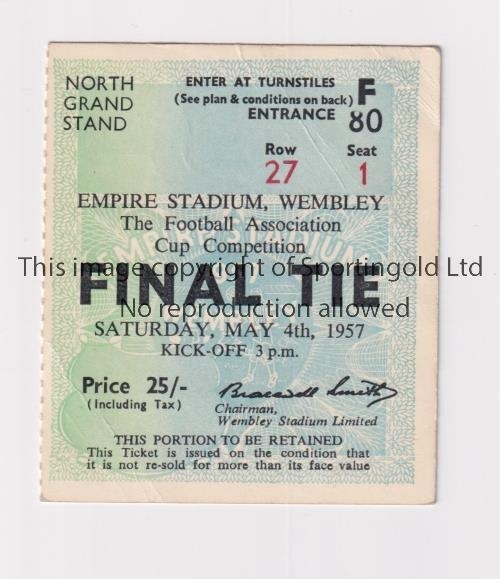 NORTH
GRAND
STAND
ENTER AT TURNSTILES
(See plan & conditions on back)
ENTRANCE
F
80
Row
27
Seat
1
EMPIRE STADIUM, WEMBLEY
The Football Association
Cup Competition
This image copyright of Sportingold Ltd
FINAL TIE
No reproduction allowed
SATURDAY, MAY 4th, 1957
KICK-OFF 3 p.m.
Price 25/-
(Including Tax)
Bracewell Smith
Chairman,
Wembley Stadium Limited
THIS PORTION TO BE RETAINED
This Ticket is issued on the condition that
it is not re-sold for more than its face value